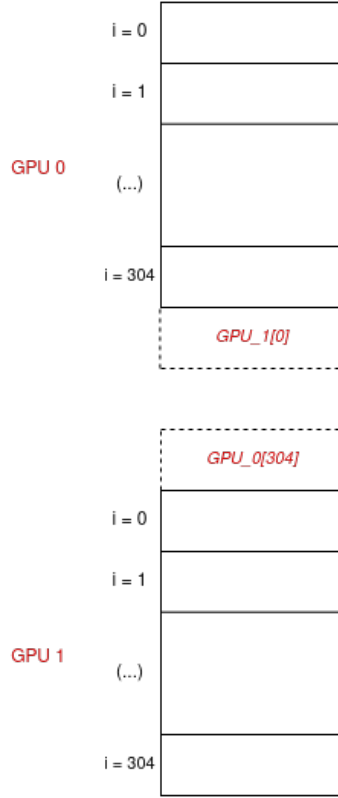 i = 0
i = 1
GPU 0
(...)
i = 304
GPU_1[0]
GPU_0[304]
i = 0
i = 1
GPU 1
(...)
i = 304